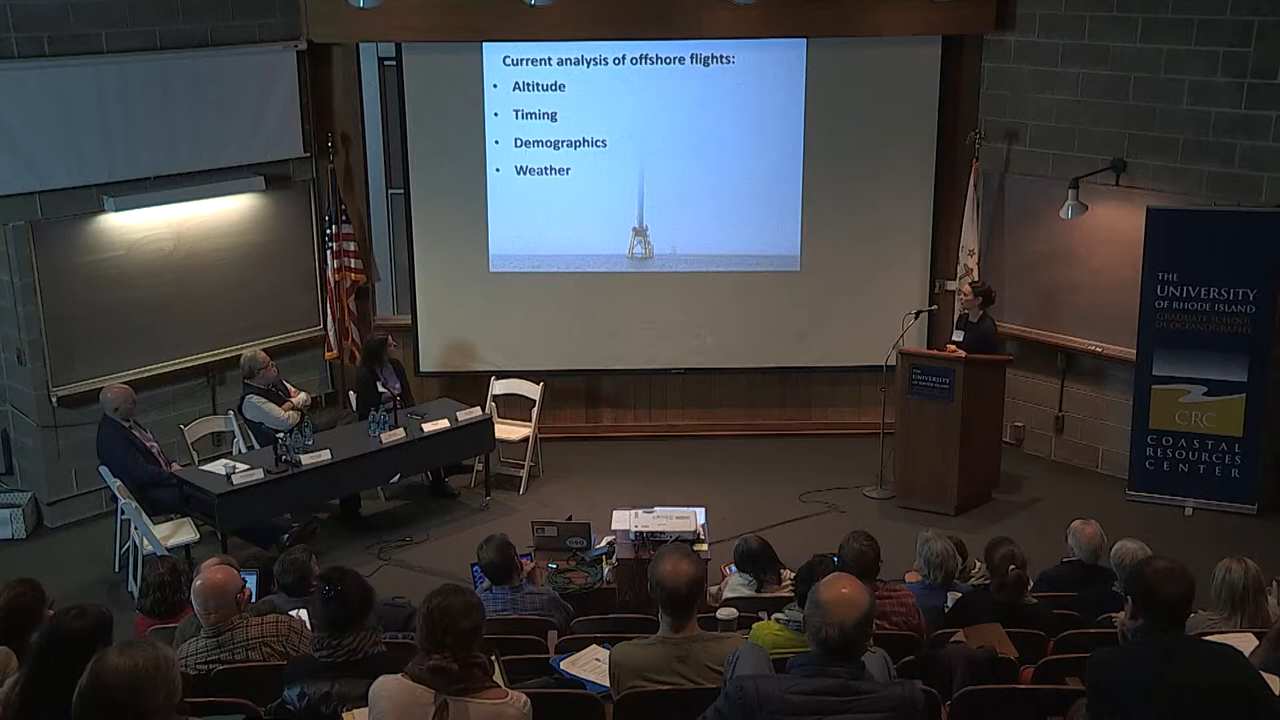 Current analysis of offshore flights:
• Altitude
• Timing
• Demographics
• Weather
THE
UNIVERSITY
OF RHODE ISLAND
GRADUATE SCHOOL
OF OCEANOGRAPHY
CRC
COASTAL
RESOURCES
CENTER
THE
UNIVERSITY
OF RHODE ISLAND
GSO